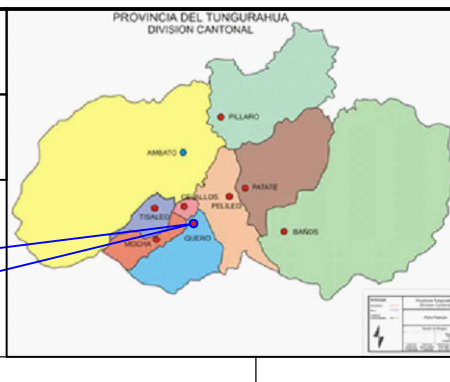 PROVINCIA DEL TUNGURAHUA
DIVISION CANTONAL
PILLARO
AMBATO
PATATE
CEVALLOS
PELILEO
TISALEO
QUERO
BAÑOS
MOCHA